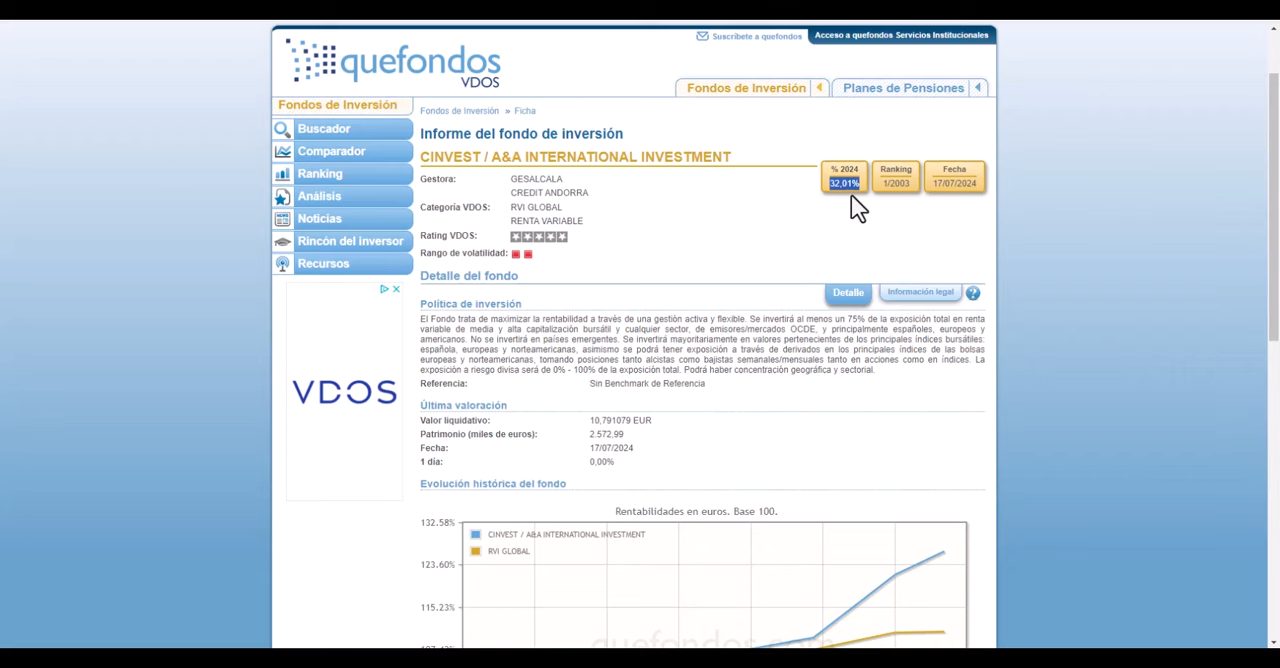 Suscríbete a quefondos
Acceso a quefondos Servicios Institucionales
quefondos
VDOS
Fondos de Inversión
Planes de Pensiones
Fondos de Inversión
Buscador
Comparador
Ranking
Análisis
Noticias
Rincón del inversor
Recursos
VDOS
Fondos de Inversión » Ficha
Informe del fondo de inversión
CINVEST / A&A INTERNATIONAL INVESTMENT
% 2024
32,01%
Ranking
1/2003
Fecha
17/07/2024
Gestora: GESALCALA
CREDIT ANDORRA
Categoría VDOS: RVI GLOBAL
RENTA VARIABLE
Rating VDOS:
Rango de volatilidad:
Detalle del fondo
Detalle
Información legal
?
Política de inversión
El Fondo trata de maximizar la rentabilidad a través de una gestión activa y flexible. Se invertirá al menos un 75% de la exposición total en renta
variable de media y alta capitalización bursátil y cualquier sector, de emisores/mercados OCDE, y principalmente españoles, europeos y
americanos. No se invertirá en países emergentes. Se invertirá mayoritariamente en valores pertenecientes de los principales índices bursátiles:
española, europeas y norteamericanas, asimismo se podrá tener exposición a través de derivados en los principales índices de las bolsas
europeas y norteamericanas, tomando posiciones tanto alcistas como bajistas semanales/mensuales tanto en acciones como en índices. La
exposición a riesgo divisa será de 0% - 100% de la exposición total. Podrá haber concentración geográfica y sectorial.
Referencia: Sin Benchmark de Referencia
Última valoración
Valor liquidativo: 10,791079 EUR
Patrimonio (miles de euros): 2.572,99
Fecha: 17/07/2024
1 día: 0,00%
Evolución histórica del fondo
Rentabilidades en euros. Base 100.
132.58%
CINVEST / A&A INTERNATIONAL INVESTMENT
RVI GLOBAL
123.60%
115.23%
quefondos.com